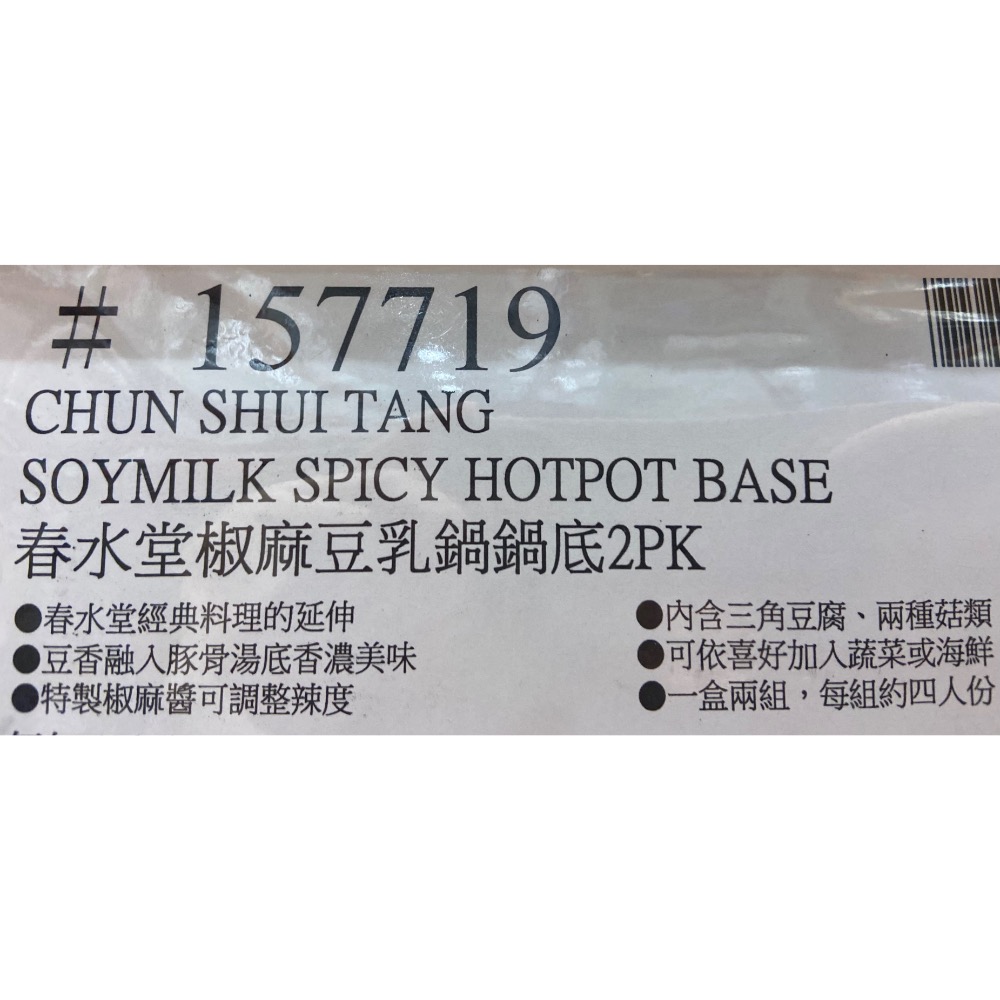 # 157719
CHUN SHUI TANG
SOYMILK SPICY HOTPOT BASE
春水堂椒麻豆乳鍋鍋底2PK
●春水堂經典料理的延伸
●豆香融入豚骨湯底香濃美味
●特製椒麻醬可調整辣度
●內含三角豆腐、兩種菇類
●可依喜好加入蔬菜或海鮮
●一盒兩組，每組約四人份